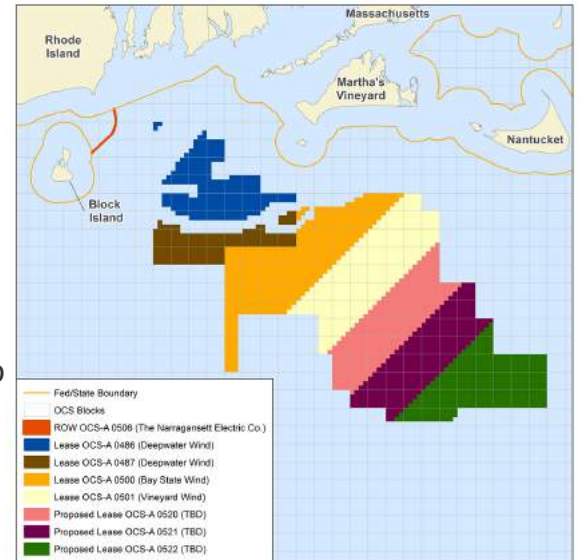 Massachusetts
Rhode
Island
Martha's
Vineyard
Nantucket
Block
Island
Fed/State Boundary
OCS Blocks
ROW OCS-A 0506 (The Narragansett Electric Co.)
Lease OCS-A 0486 (Deepwater Wind)
Lease OCS-A 0487 (Deepwater Wind)
Lease OCS-A 0500 (Bay State Wind)
Lease OCS-A 0501 (Vineyard Wind)
Proposed Lease OCS-A 0520 (TBD)
Proposed Lease OCS-A 0521 (TBD)
Proposed Lease OCS-A 0522 (TBD)